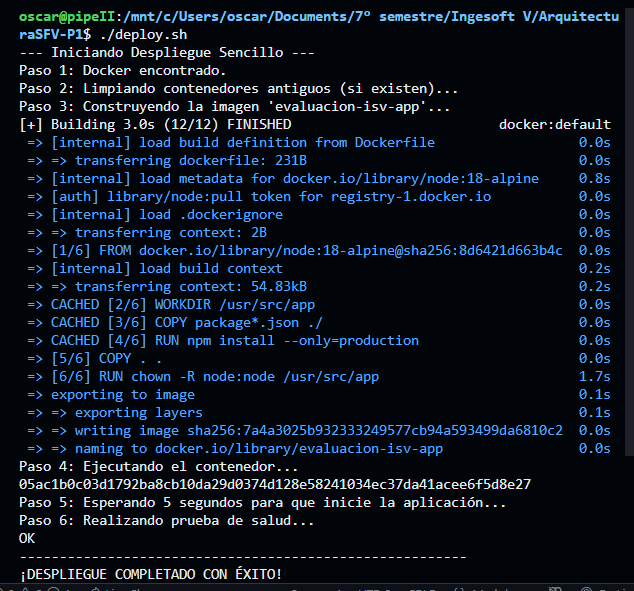 oscar@pipeII:/mnt/c/Users/oscar/Documents/7º semestre/Ingesoft V/Arquitectu
raSFV-P1$ ./deploy.sh
--- Iniciando Despliegue Sencillo ---
Paso 1: Docker encontrado.
Paso 2: Limpiando contenedores antiguos (si existen)...
Paso 3: Construyendo la imagen 'evaluacion-isv-app'...
[+] Building 3.0s (12/12) FINISHED docker:default
=> [internal] load build definition from Dockerfile 0.0s
=> => transferring dockerfile: 231B 0.0s
=> [internal] load metadata for docker.io/library/node:18-alpine 0.8s
=> [auth] library/node:pull token for registry-1.docker.io 0.0s
=> [internal] load .dockerignore 0.0s
=> => transferring context: 2B 0.0s
=> [1/6] FROM docker.io/library/node:18-alpine@sha256:8d6421d663b4c 0.0s
=> [internal] load build context 0.2s
=> => transferring context: 54.83kB 0.2s
=> CACHED [2/6] WORKDIR /usr/src/app 0.0s
=> CACHED [3/6] COPY package*.json ./ 0.0s
=> CACHED [4/6] RUN npm install --only=production 0.0s
=> [5/6] COPY . . 0.0s
=> [6/6] RUN chown -R node:node /usr/src/app 1.7s
=> exporting to image 0.1s
=> => exporting layers 0.1s
=> => writing image sha256:7a4a3025b932333249577cb94a593499da6810c2 0.0s
=> => naming to docker.io/library/evaluacion-isv-app 0.0s
Paso 4: Ejecutando el contenedor...
05ac1b0c03d1792ba8cb10da29d0374d128e58241034ec37da41acee6f5d8e27
Paso 5: Esperando 5 segundos para que inicie la aplicación...
Paso 6: Realizando prueba de salud...
OK
----------------------------------------------------
¡DESPLIEGUE COMPLETADO CON ÉXITO!